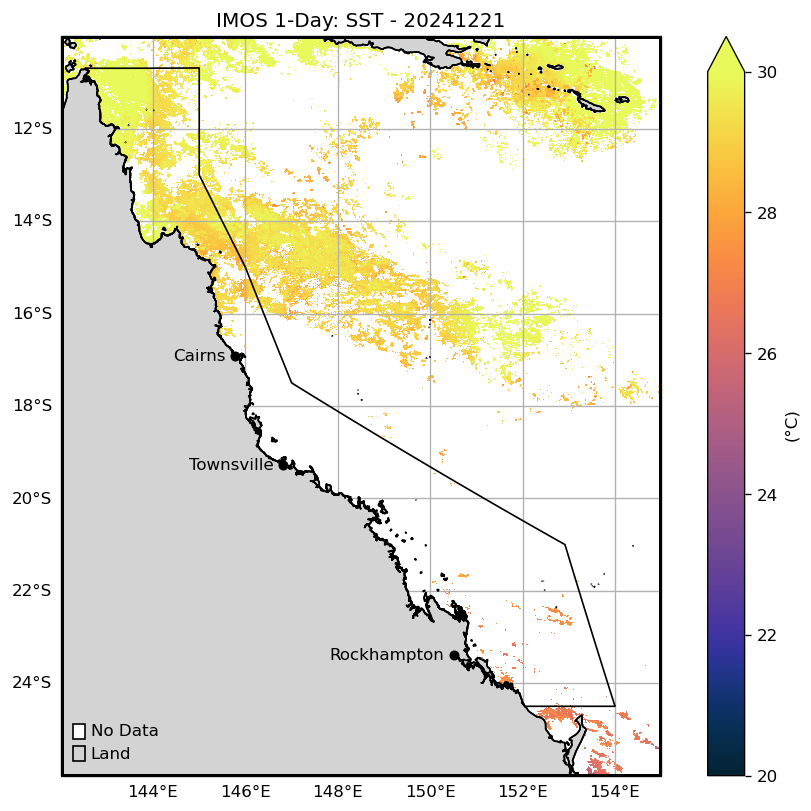 IMOS 1-Day: SST - 20241221
30
12°S
28
14°S
16°S
26
Cairns
(°C)
18°S
Townsville
24
20°S
22°S
22
Rockhampton
24°S
No Data
Land
20
144°E 146°E 148°E 150°E 152°E 154°E